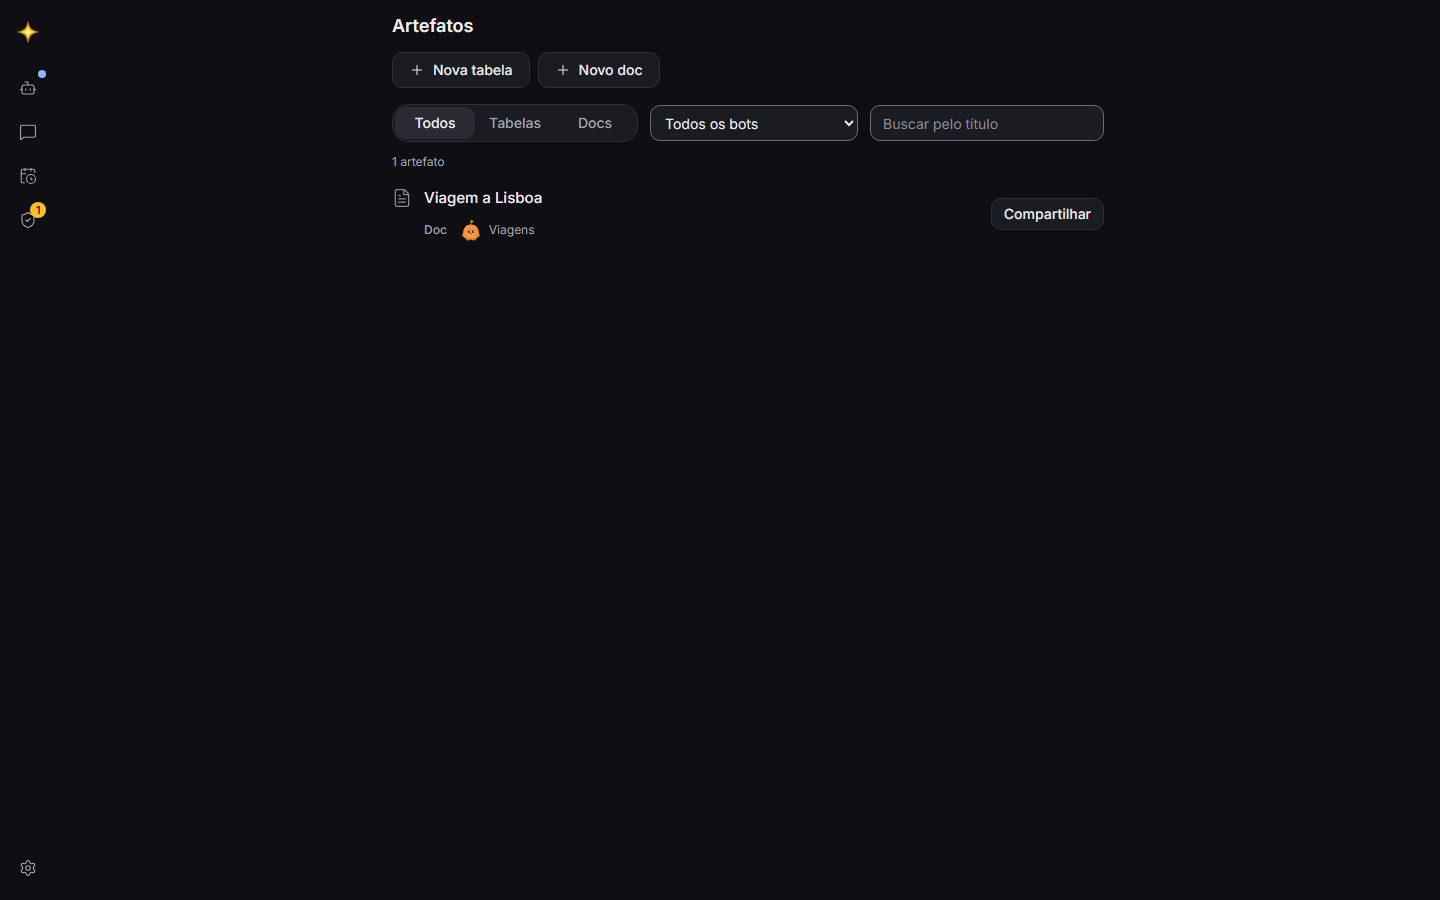 Artefatos
Nova tabela
Novo doc
Todos
Tabelas
Docs
Todos os bots
Buscar pelo título
1 artefato
1
Viagem a Lisboa
Compartilhar
Doc
Viagens